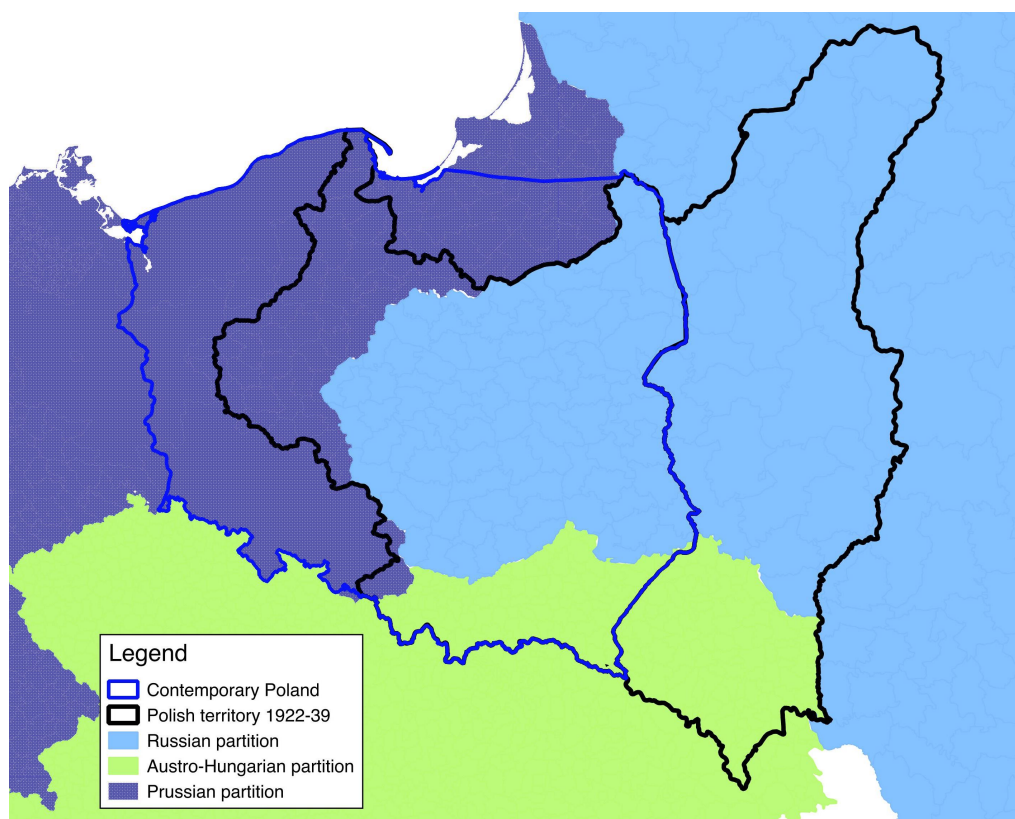 Legend
Contemporary Poland
Polish territory 1922-39
Russian partition
Austro-Hungarian partition
Prussian partition